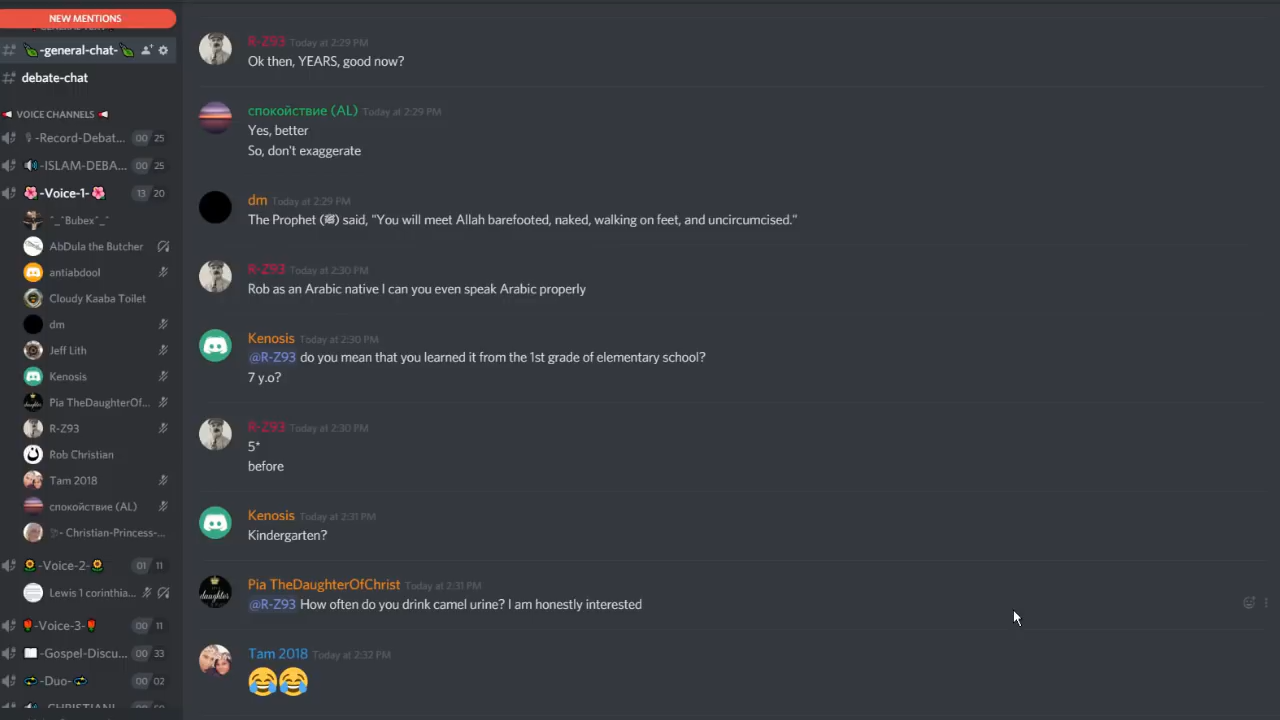 NEW MENTIONS
-general-chat-
debate-chat
VOICE CHANNELS
-Record-Debat... 00 25
-ISLAM-DEBA... 00 25
-Voice-1- 13 20
^_^Bubex^_^
AbDula the Butcher
antiabdool
Cloudy Kaaba Toilet
dm
Jeff Lith
Kenosis
Pia TheDaughterOf...
R-Z93
Rob Christian
Tam 2018
спокойствие (AL)
- Christian-Princess-...
-Voice-2- 01 11
Lewis 1 corinthia...
-Voice-3- 00 11
-Gospel-Discu... 00 33
-Duo- 00 02
R-Z93 Today at 2:29 PM
Ok then, YEARS, good now?
спокойствие (AL) Today at 2:29 PM
Yes, better
So, don't exaggerate
dm Today at 2:29 PM
The Prophet (ﷺ) said, "You will meet Allah barefooted, naked, walking on feet, and uncircumcised."
R-Z93 Today at 2:30 PM
Rob as an Arabic native I can you even speak Arabic properly
Kenosis Today at 2:30 PM
@R-Z93 do you mean that you learned it from the 1st grade of elementary school?
7 y.o?
R-Z93 Today at 2:30 PM
5*
before
Kenosis Today at 2:31 PM
Kindergarten?
Pia TheDaughterOfChrist Today at 2:31 PM
@R-Z93 How often do you drink camel urine? I am honestly interested
Tam 2018 Today at 2:32 PM
😂😂